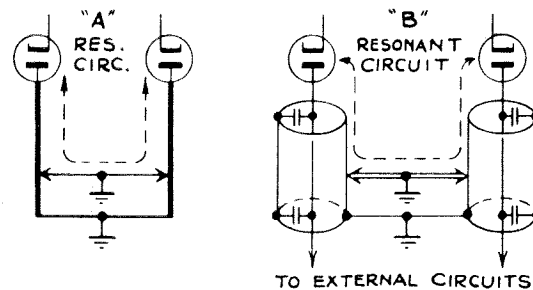 "A"
RES.
CIRC.
"B"
RESONANT
CIRCUIT
TO EXTERNAL CIRCUITS